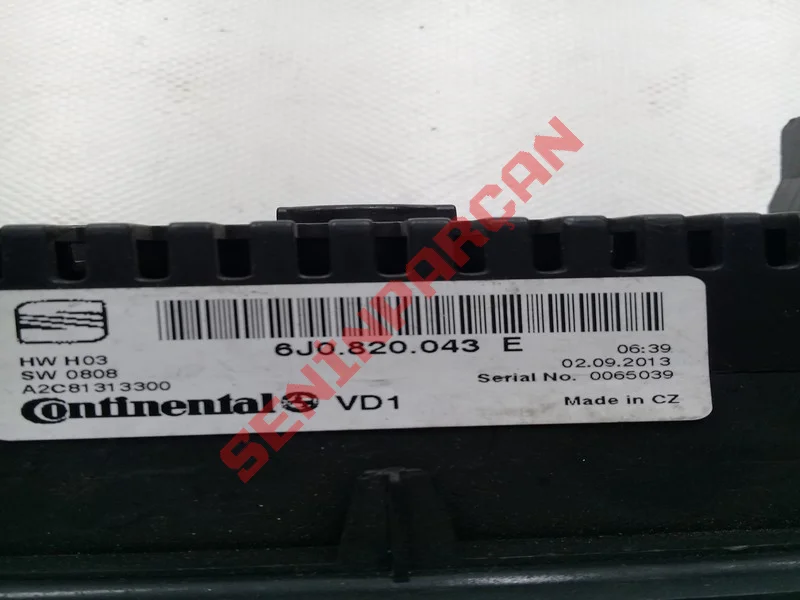 6J0.820.043 E
HW H03
SW 0808
A2C81313300
Continental VD1
06:39
02.09.2013
Serial No. 0065039
Made in CZ
SENINPARÇAN